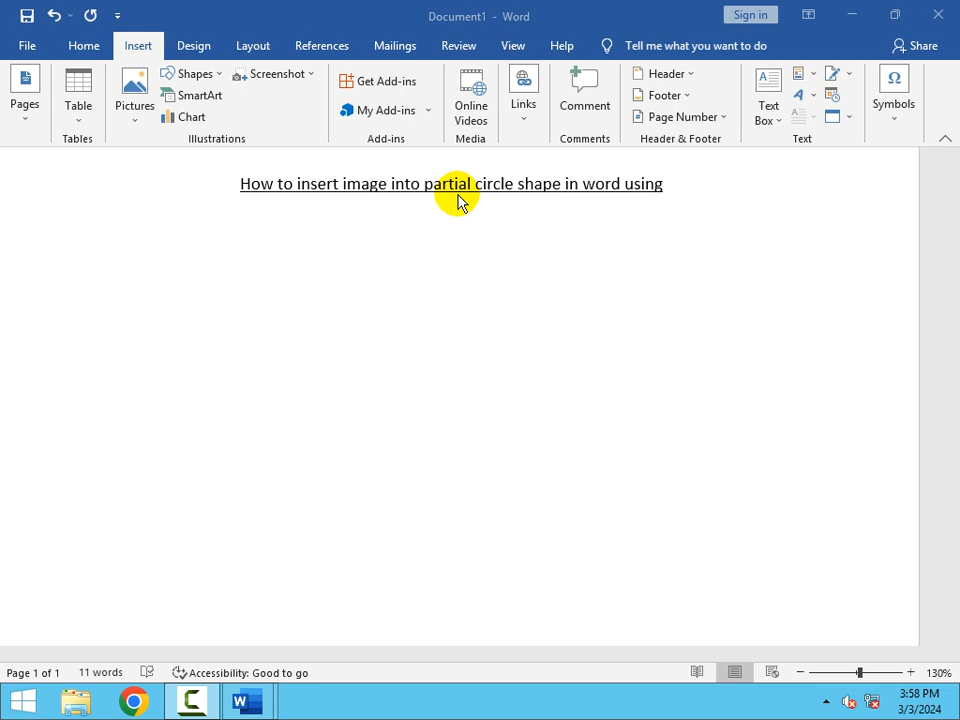 Document1 - Word
Sign in
File Home Insert Design Layout References Mailings Review View Help Tell me what you want to do Share
Pages
Table
Tables
Pictures
Shapes
SmartArt
Chart
Screenshot
Illustrations
Get Add-ins
My Add-ins
Add-ins
Online
Videos
Media
Links
Comment
Comments
Header
Footer
Page Number
Header & Footer
Text
Box
Text
Symbols
How to insert image into partial circle shape in word using
Page 1 of 1 11 words Accessibility: Good to go 130%
3:58 PM
3/3/2024